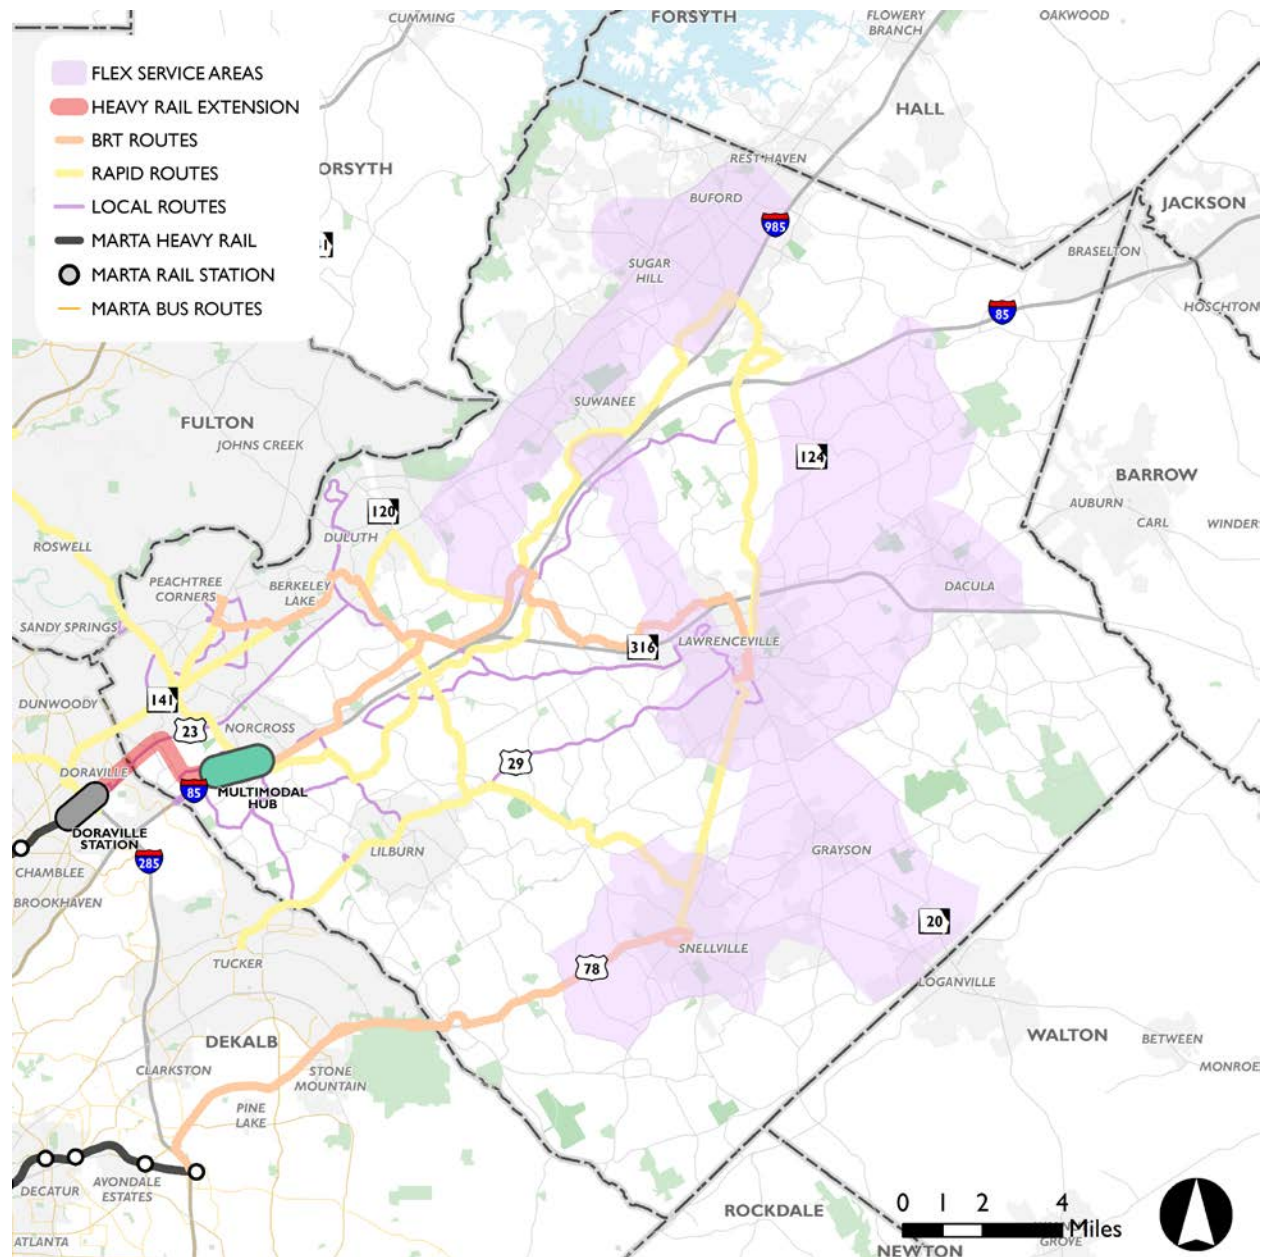 CUMMING
FORSYTH
FLOWERY
BRANCH
OAKWOOD
FLEX SERVICE AREAS
HEAVY RAIL EXTENSION
BRT ROUTES
RAPID ROUTES
LOCAL ROUTES
MARTA HEAVY RAIL
MARTA RAIL STATION
MARTA BUS ROUTES
HALL
ORSYTH
REST HAVEN
BUFORD
985
JACKSON
BRASELTON
SUGAR
HILL
HOSCHTON
85
SUWANEE
FULTON
JOHNS CREEK
124
BARROW
AUBURN
CARL
WINDER
120
DULUTH
ROSWELL
PEACHTREE
CORNERS
BERKELEY
LAKE
DACULA
SANDY SPRINGS
316
LAWRENCEVILLE
DUNWOODY
141
23
NORCROSS
29
DORAVILLE
85
MULTIMODAL
HUB
DORAVILLE
STATION
285
CHAMBLEE
LILBURN
GRAYSON
BROOKHAVEN
20
TUCKER
78
SNELLVILLE
LOGANVILLE
DEKALB
WALTON
BETWEEN
CLARKSTON
STONE
MOUNTAIN
MONROE
PINE
LAKE
DECATUR
AVONDALE
ESTATES
ROCKDALE
0 1 2 4
Miles
GROVE
ATLANTA
NEWTON